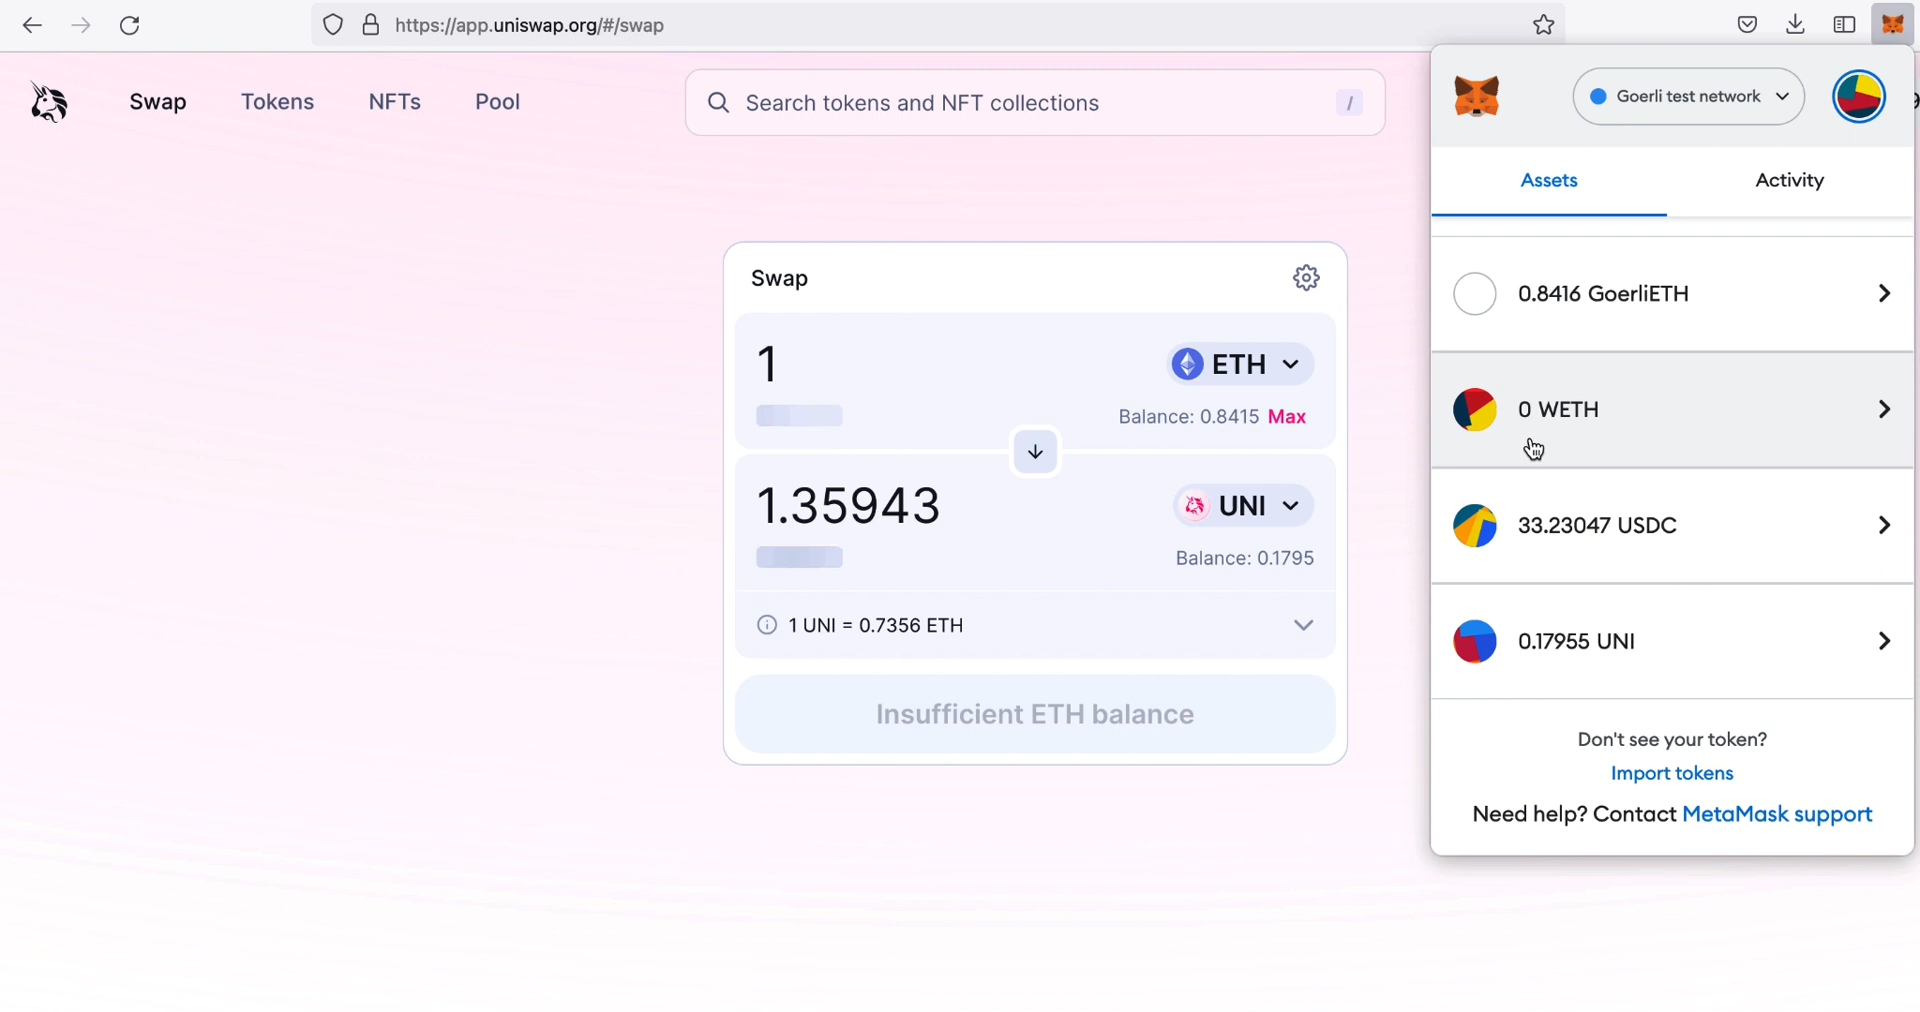 https://app.uniswap.org/#/swap
Swap
Tokens
NFTs
Pool
Search tokens and NFT collections
/
Swap
1
ETH
Balance: 0.8415 Max
1.35943
UNI
Balance: 0.1795
1 UNI = 0.7356 ETH
Insufficient ETH balance
Goerli test network
Assets
Activity
0.8416 GoerliETH
0 WETH
33.23047 USDC
0.17955 UNI
Don't see your token?
Import tokens
Need help? Contact MetaMask support